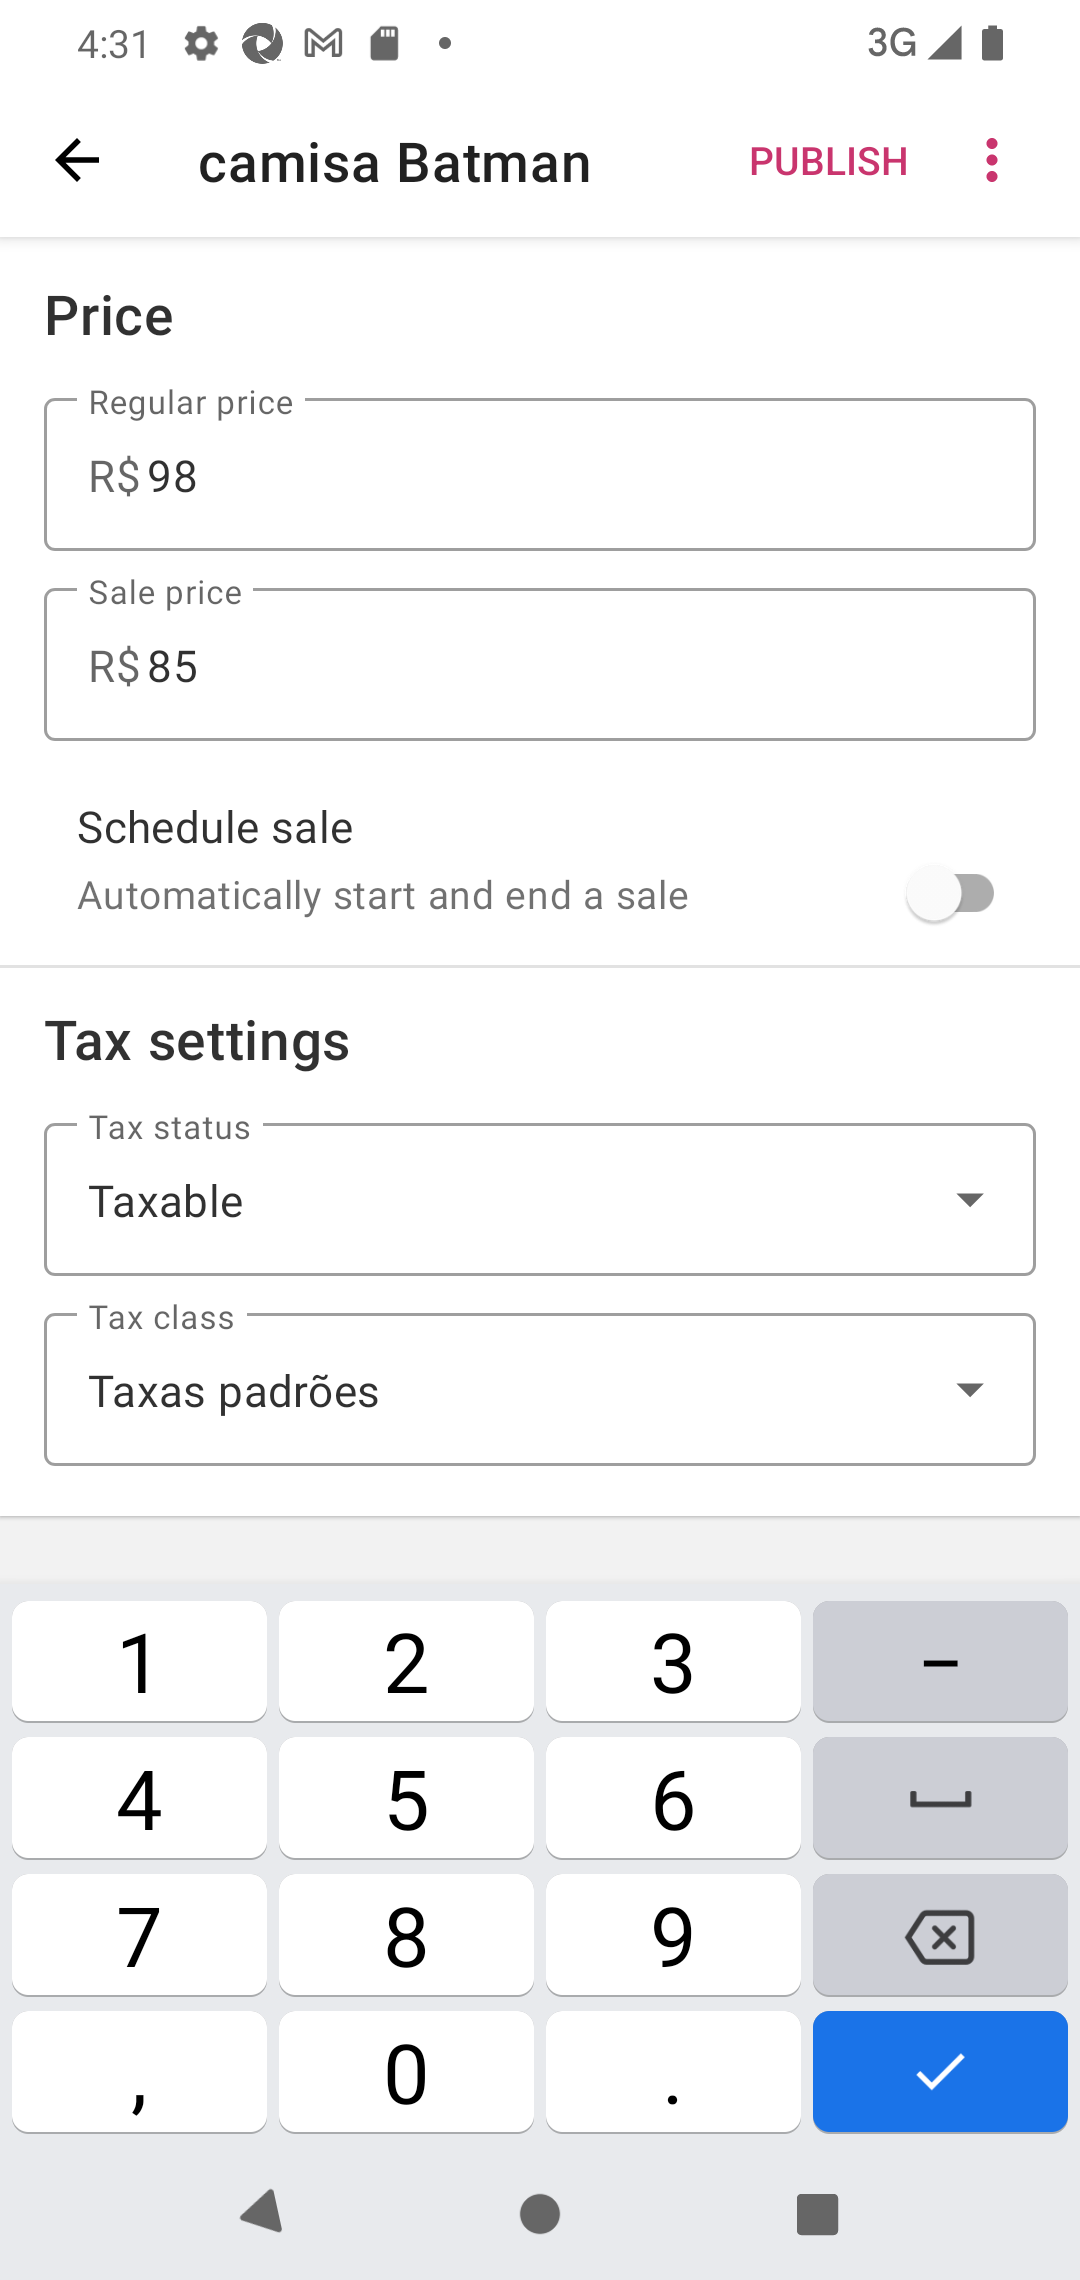 4:31
3G
camisa Batman
PUBLISH
Price
Regular price
R$ 98
Sale price
R$ 85
Schedule sale
Automatically start and end a sale
Tax settings
Tax status
Taxable
Tax class
Taxas padrões
1 2 3 –
4 5 6
7 8 9
, 0 .